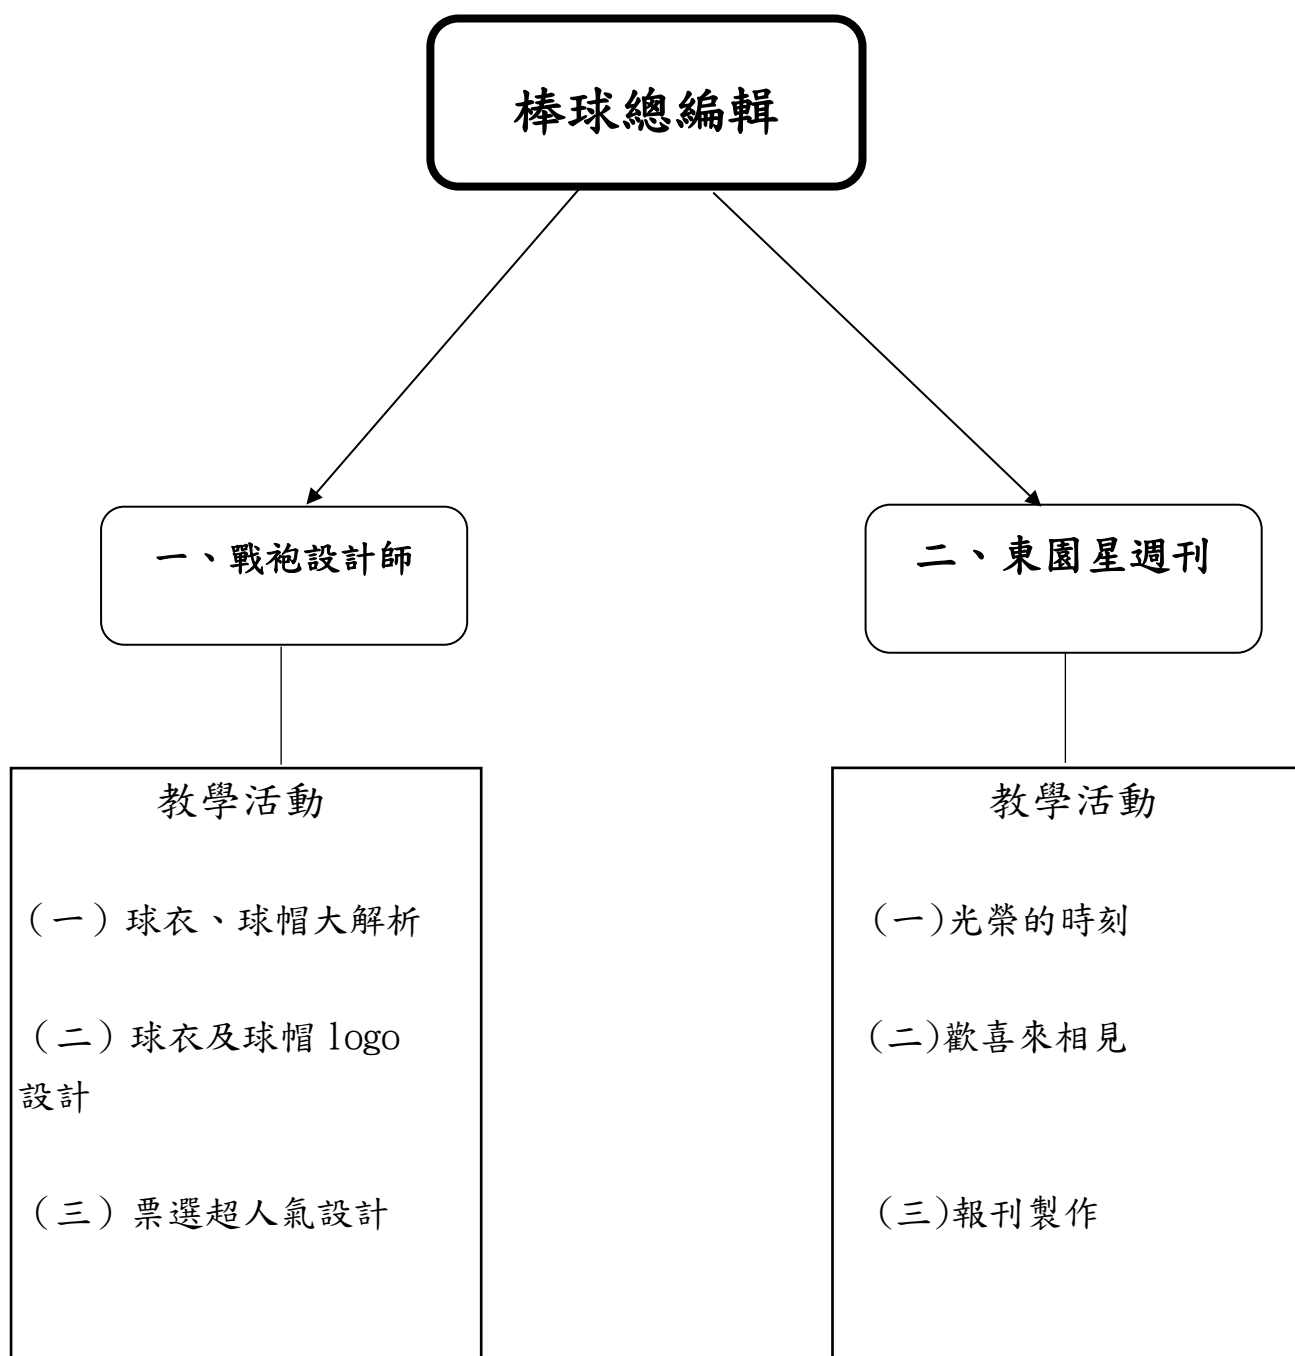 棒球總編輯
一、戰袍設計師
二、東園星週刊
教學活動
（一）球衣、球帽大解析
（二）球衣及球帽 logo
設計
（三）票選超人氣設計
教學活動
(一)光榮的時刻
(二)歡喜來相見
(三)報刊製作